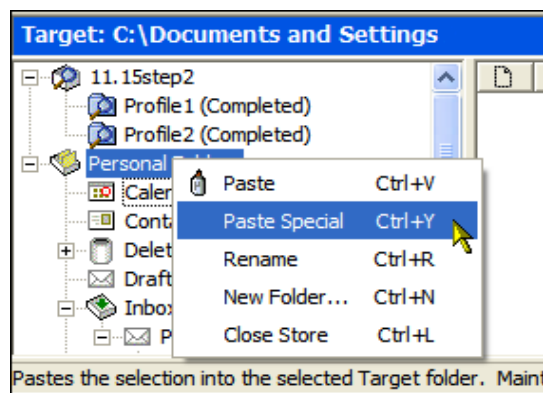 Target: C:\Documents and Settings
11.15step2
Profile1 (Completed)
Profile2 (Completed)
Personal
Paste Ctrl+V
Paste Special Ctrl+Y
Rename Ctrl+R
New Folder... Ctrl+N
Close Store Ctrl+L
Pastes the selection into the selected Target folder. Maint